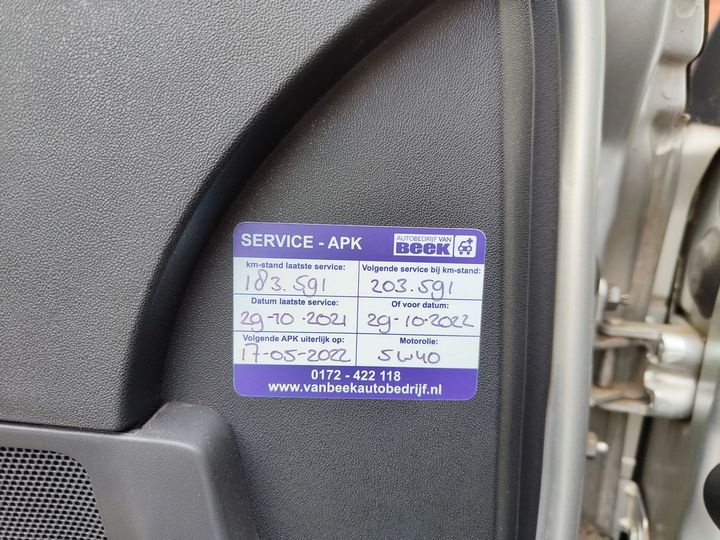 SERVICE - APK
AUTOBEDRIJF VAN
BEEK
km-stand laatste service:
Volgende service bij km-stand:
183.591
203.591
Datum laatste service:
Of voor datum:
29-10-2021
29-10-2022
Volgende APK uiterlijk op:
Motorolie:
17-05-2022
5W40
0172 - 422 118
www.vanbeekautobedrijf.nl